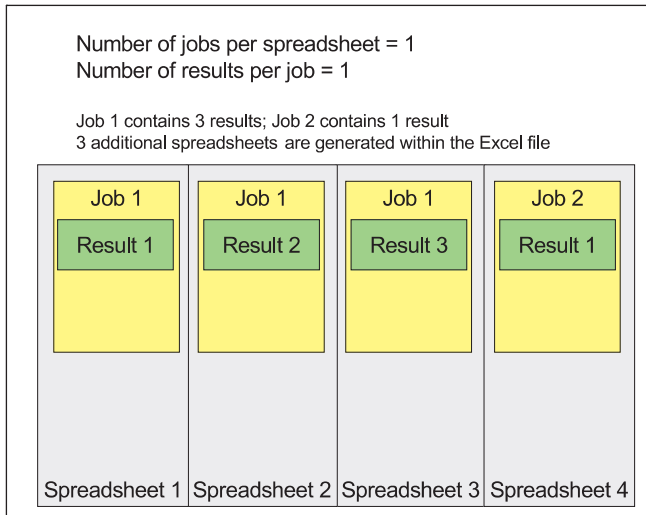 Number of jobs per spreadsheet = 1
Number of results per job = 1
Job 1 contains 3 results; Job 2 contains 1 result
3 additional spreadsheets are generated within the Excel file
Job 1
Result 1
Spreadsheet 1
Job 1
Result 2
Spreadsheet 2
Job 1
Result 3
Spreadsheet 3
Job 2
Result 1
Spreadsheet 4